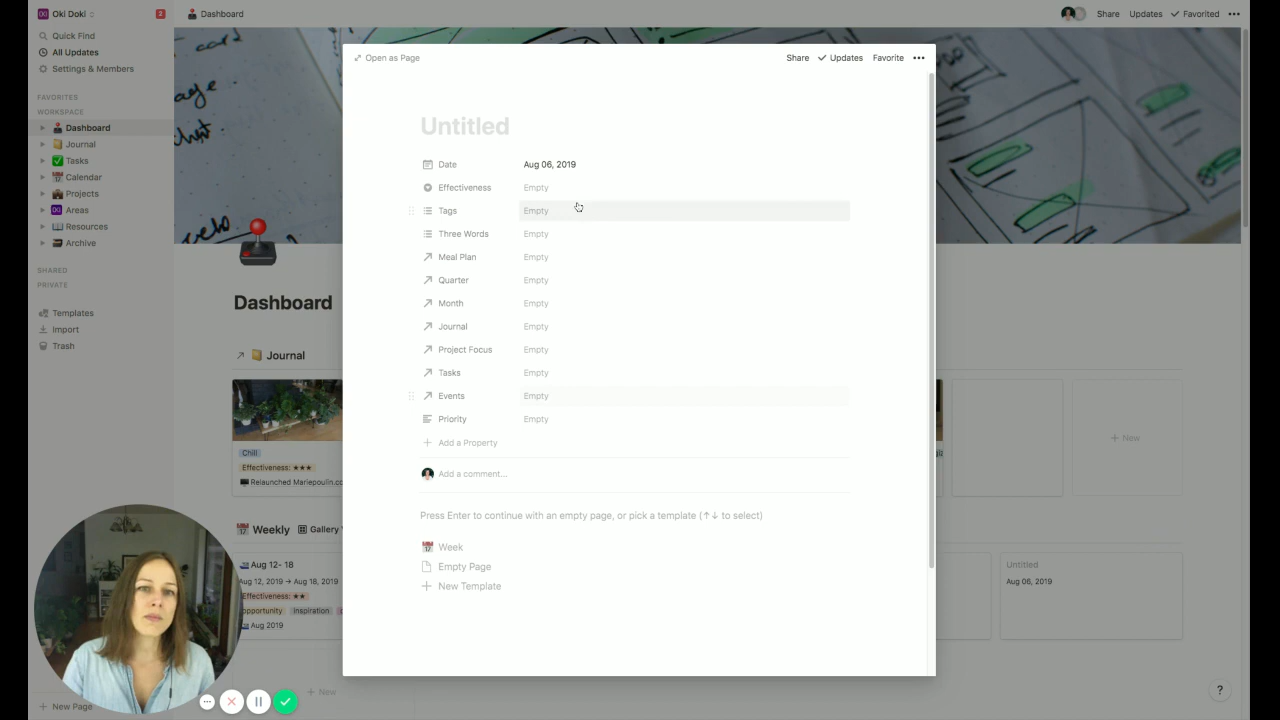 Oki Doki
2
Quick Find
All Updates
Settings & Members
FAVORITES
WORKSPACE
Dashboard
Journal
Tasks
Calendar
Projects
Areas
Resources
Archive
SHARED
PRIVATE
Templates
Import
Trash
New Page
Dashboard
Share Updates Favorited
Dashboard
Journal
Chill
Effectiveness: ★★★
Relaunched Mariepoulin.co
+ New
Weekly Gallery
Aug 12- 18
Aug 12, 2019 → Aug 18, 2019
Effectiveness: ★★
opportunity Inspiration
Aug 2019
+ New
Untitled
Aug 06, 2019
Open as Page
Share Updates Favorite
Untitled
Date Aug 06, 2019
Effectiveness Empty
Tags Empty
Three Words Empty
Meal Plan Empty
Quarter Empty
Month Empty
Journal Empty
Project Focus Empty
Tasks Empty
Events Empty
Priority Empty
+ Add a Property
Add a comment...
Press Enter to continue with an empty page, or pick a template (↑↓ to select)
Week
Empty Page
+ New Template
?